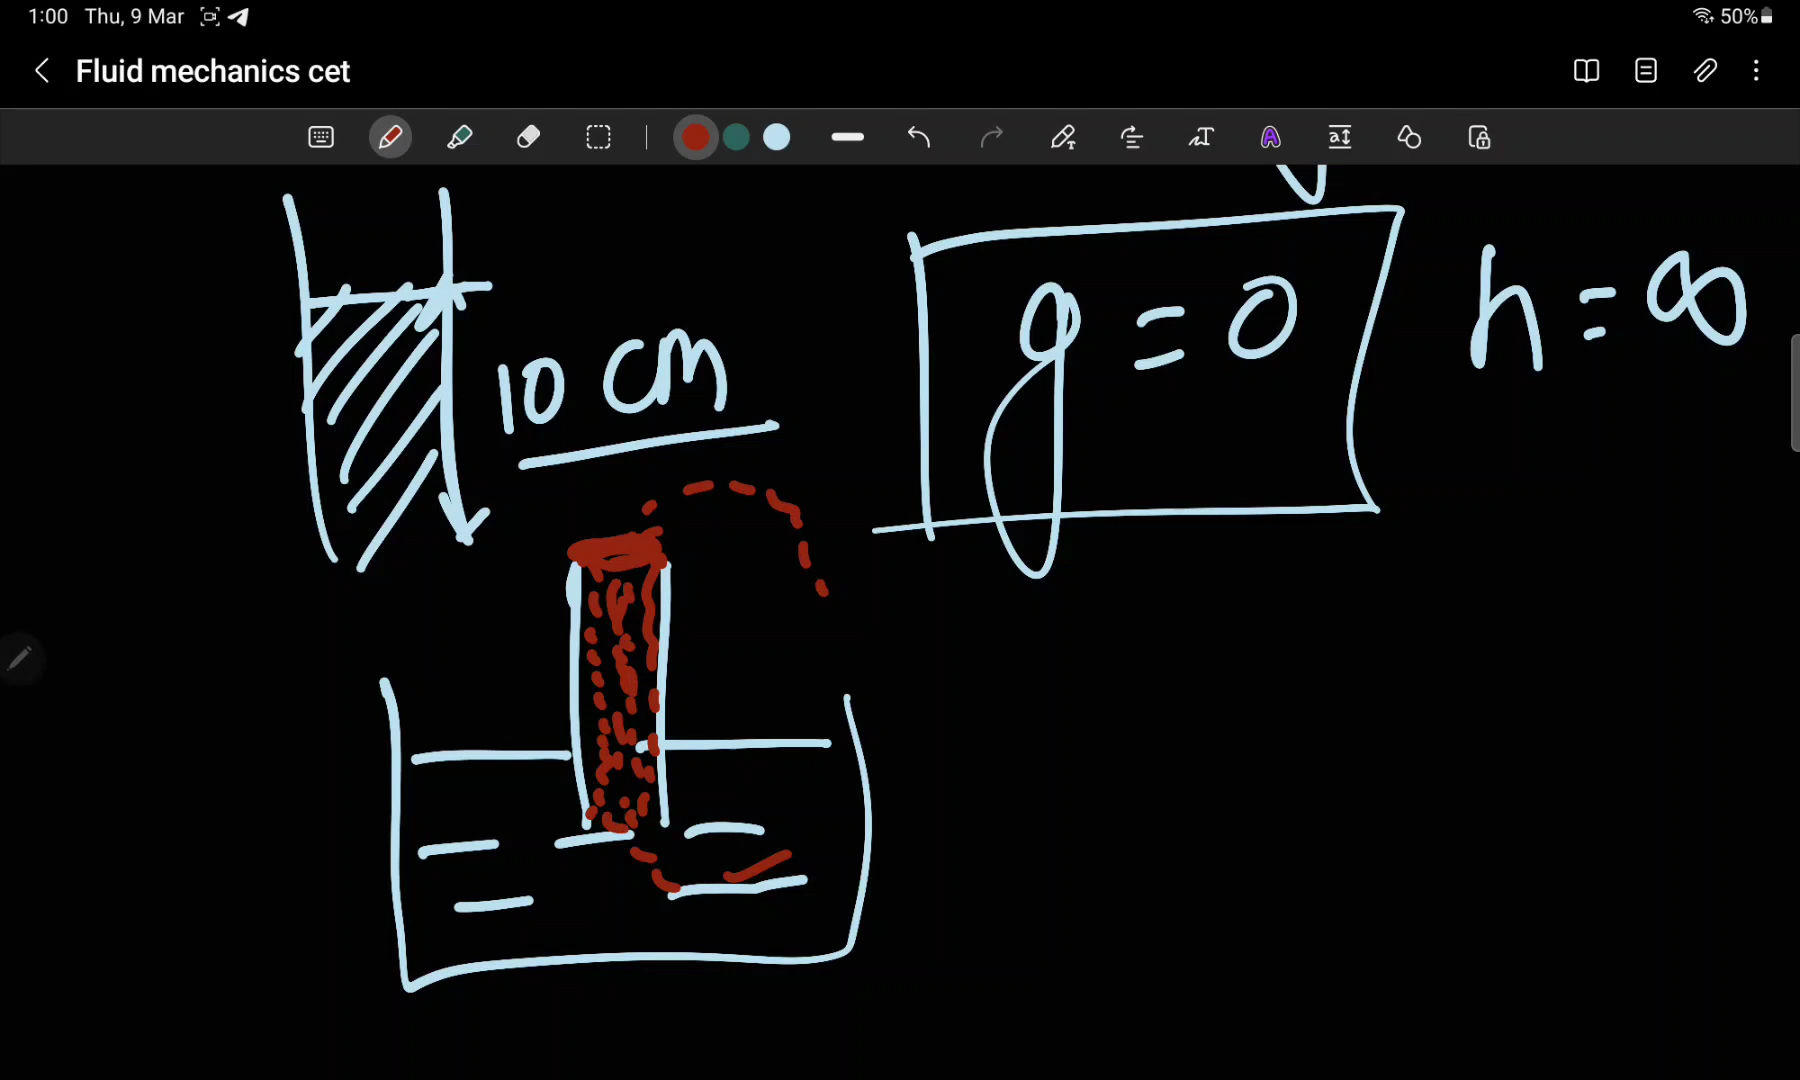 1:00 Thu, 9 Mar
50%
Fluid mechanics cet
g = 0
h = ∞
10 cm